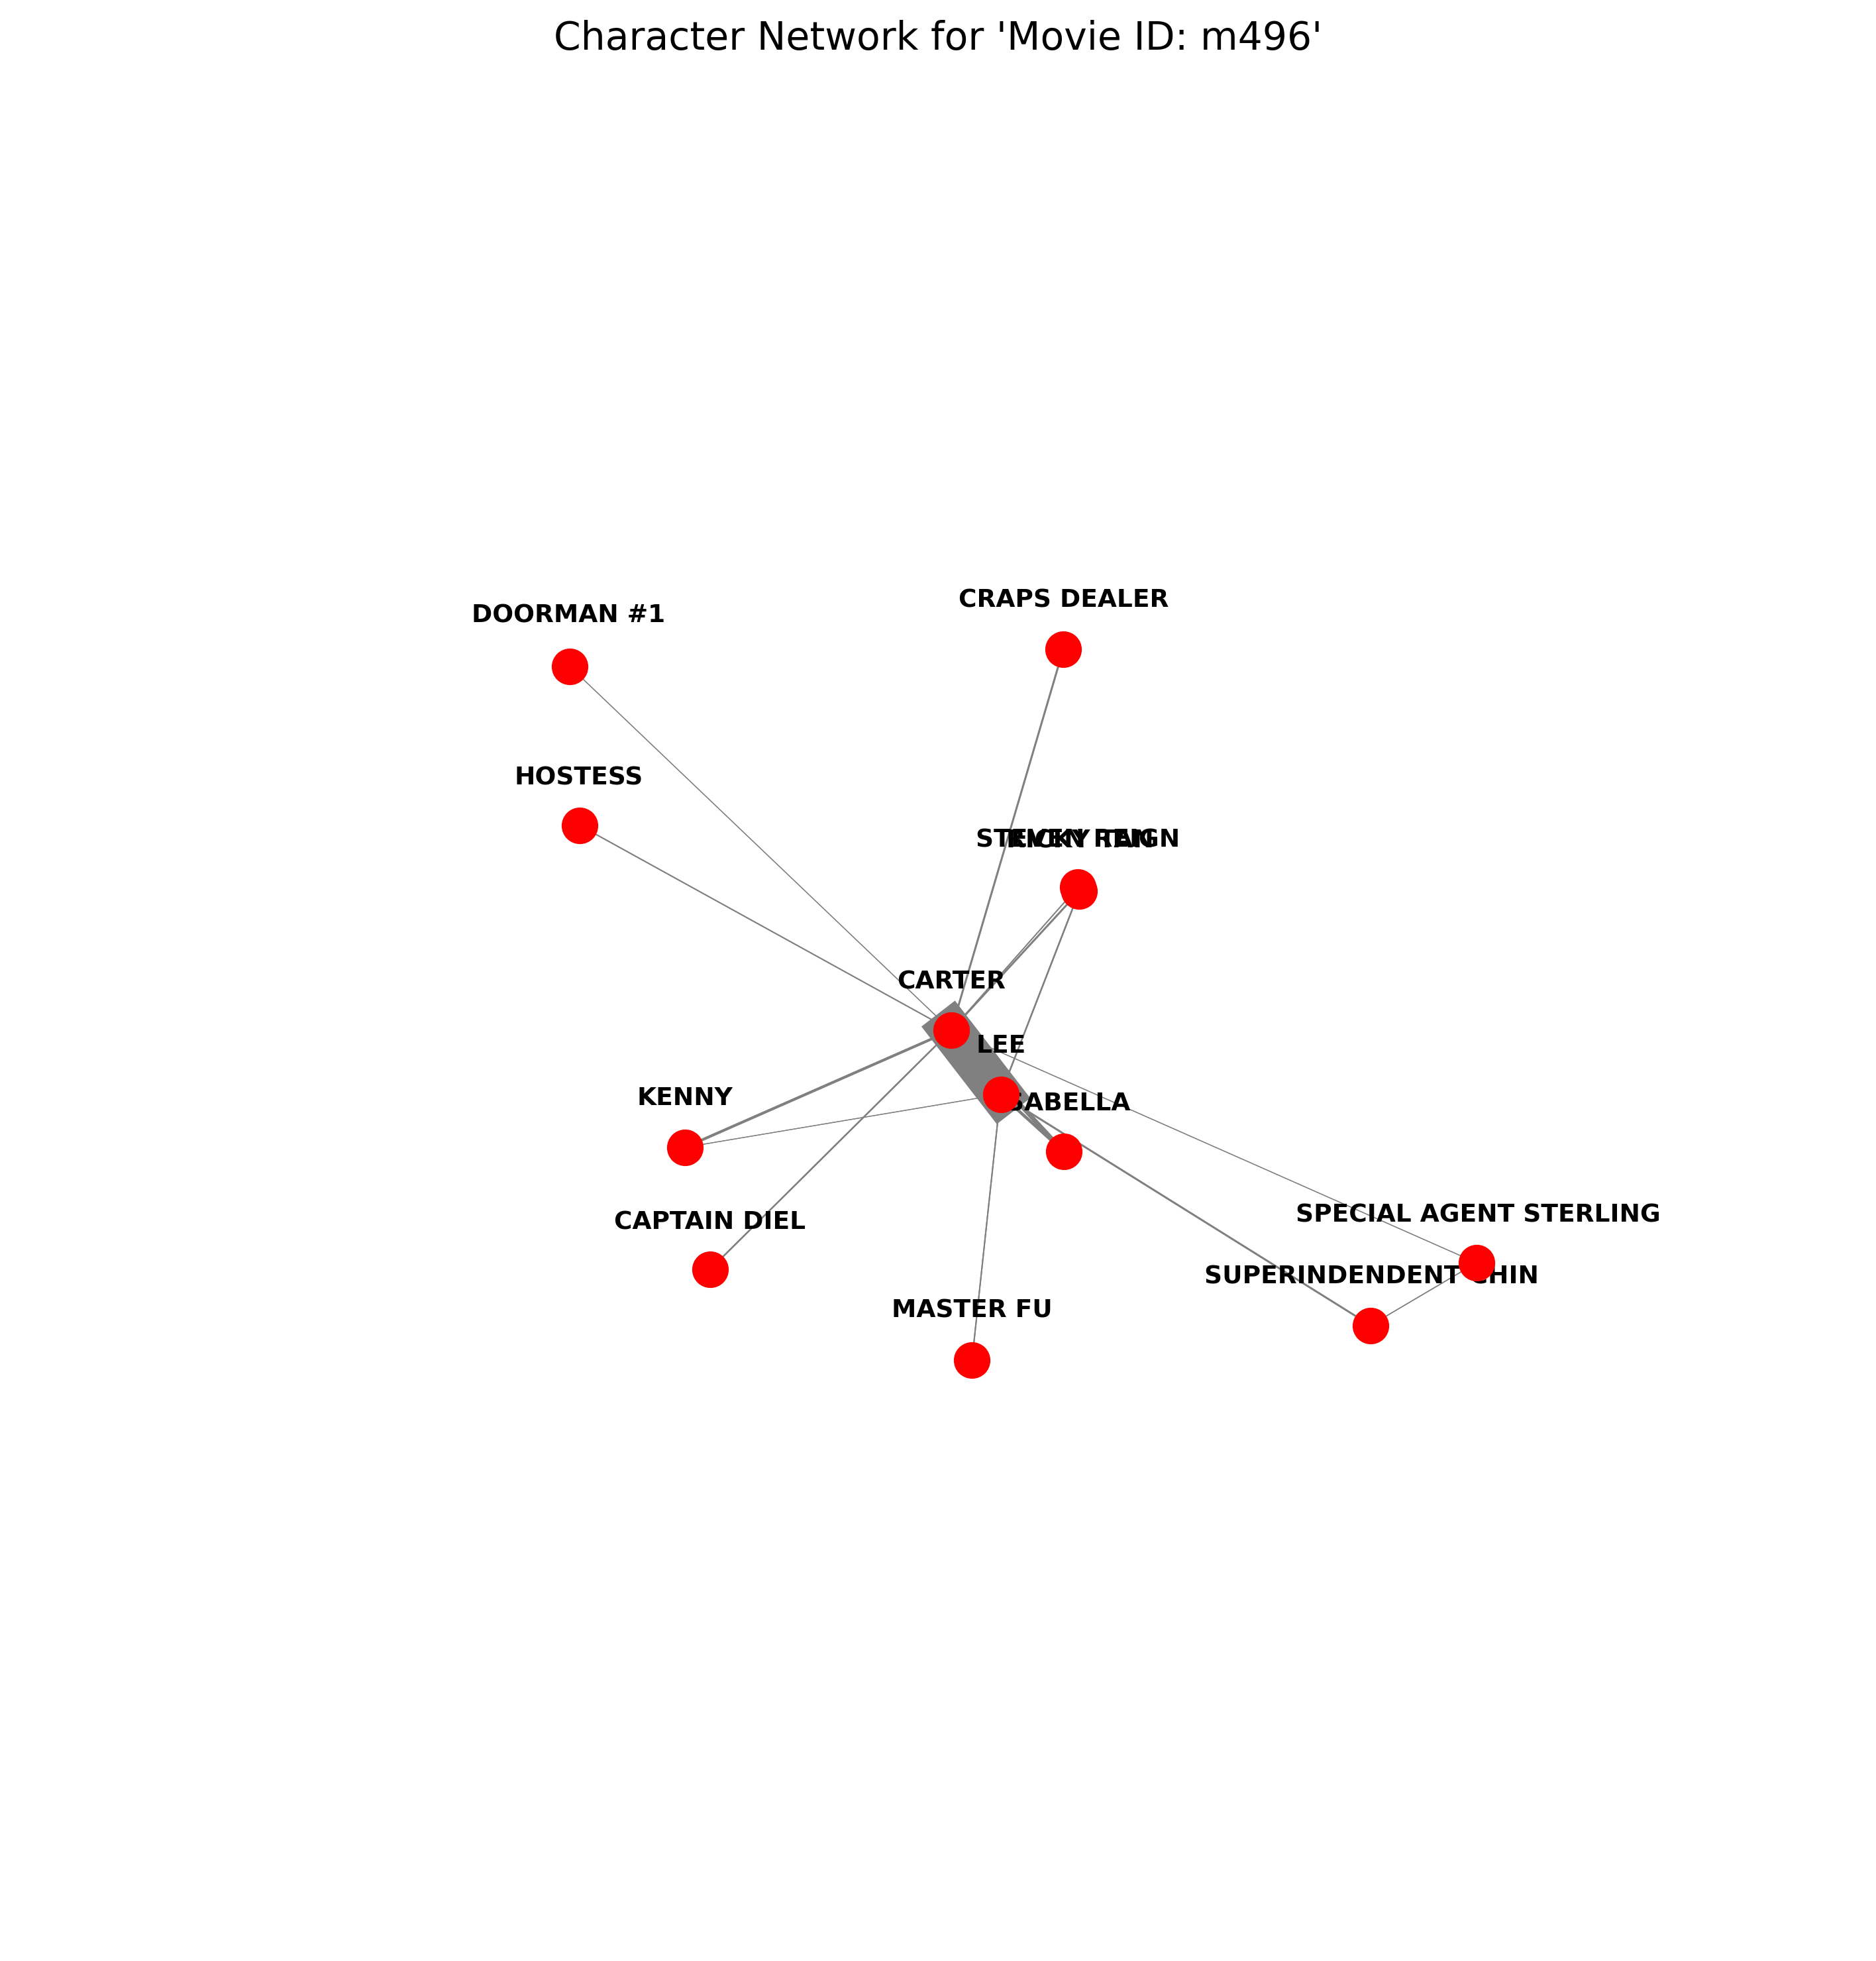 Character Network for 'Movie ID: m496'
CRAPS DEALER
DOORMAN #1
HOSTESS
STEVEN REIGN
RICKY TAN
CARTER
LEE
KENNY
ISABELLA
SPECIAL AGENT STERLING
CAPTAIN DIEL
SUPERINDENDENT CHIN
MASTER FU